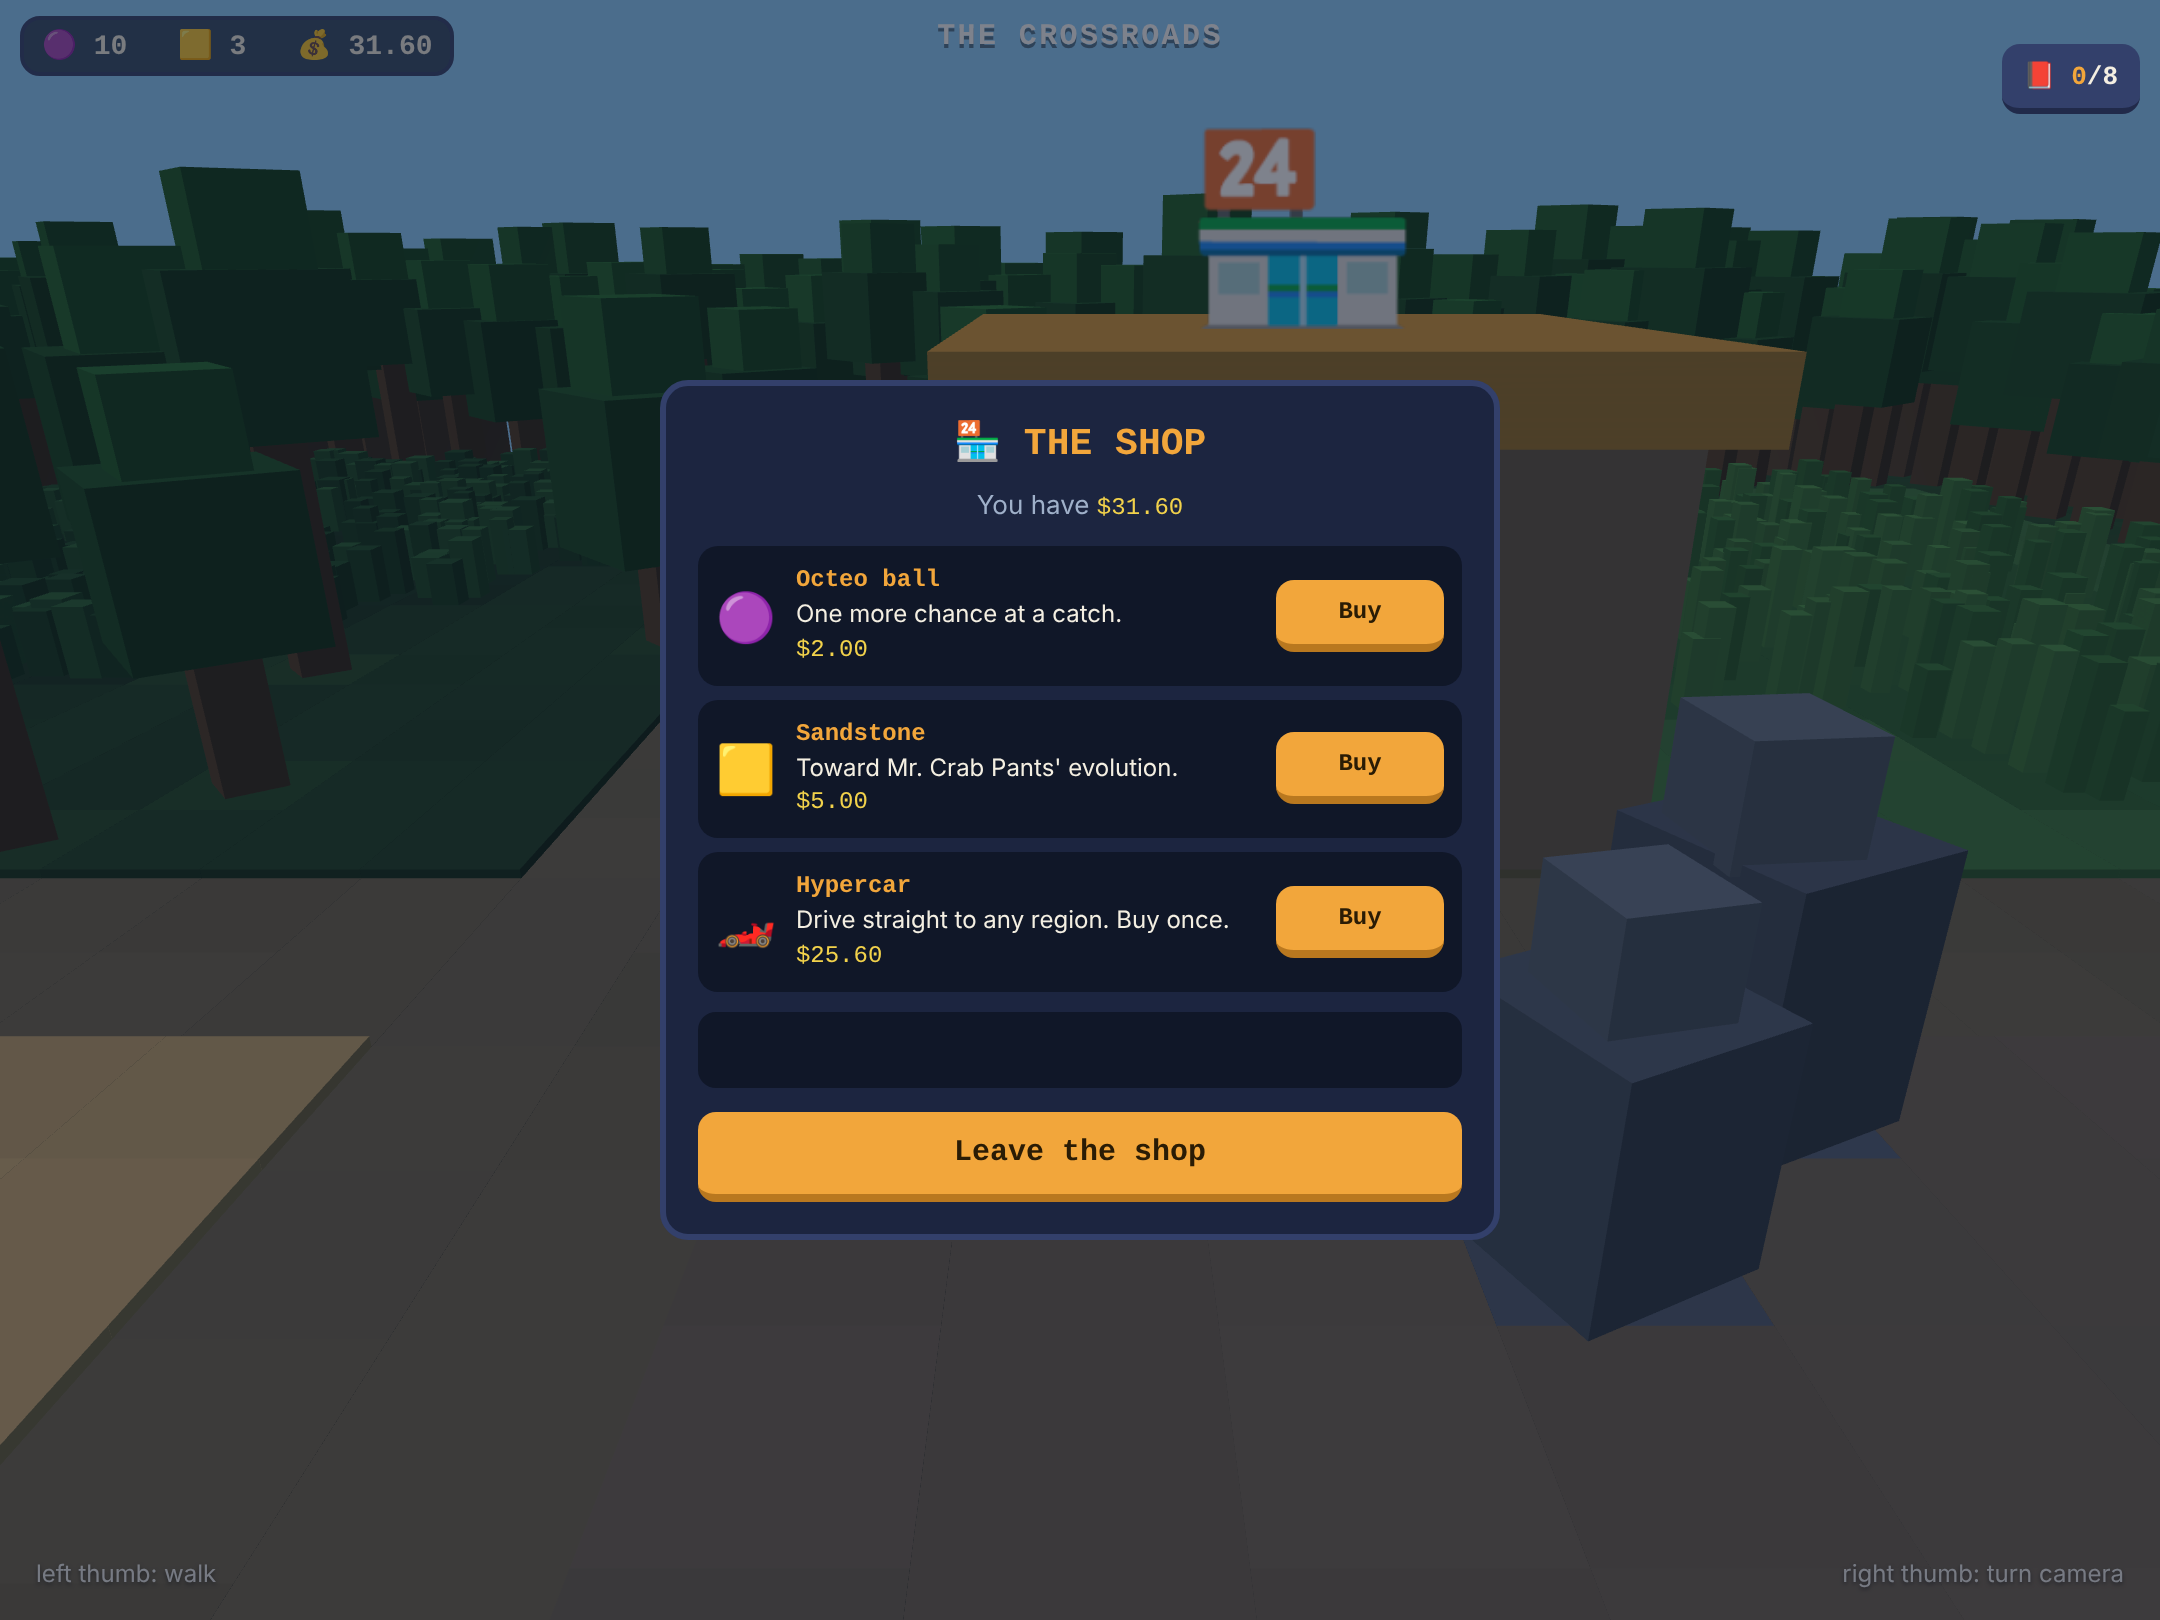 10 3 31.60
THE CROSSROADS
0/8
24
24 THE SHOP
You have $31.60
Octeo ball
One more chance at a catch.
$2.00
Buy
Sandstone
Toward Mr. Crab Pants' evolution.
$5.00
Buy
Hypercar
Drive straight to any region. Buy once.
$25.60
Buy
Leave the shop
left thumb: walk
right thumb: turn camera